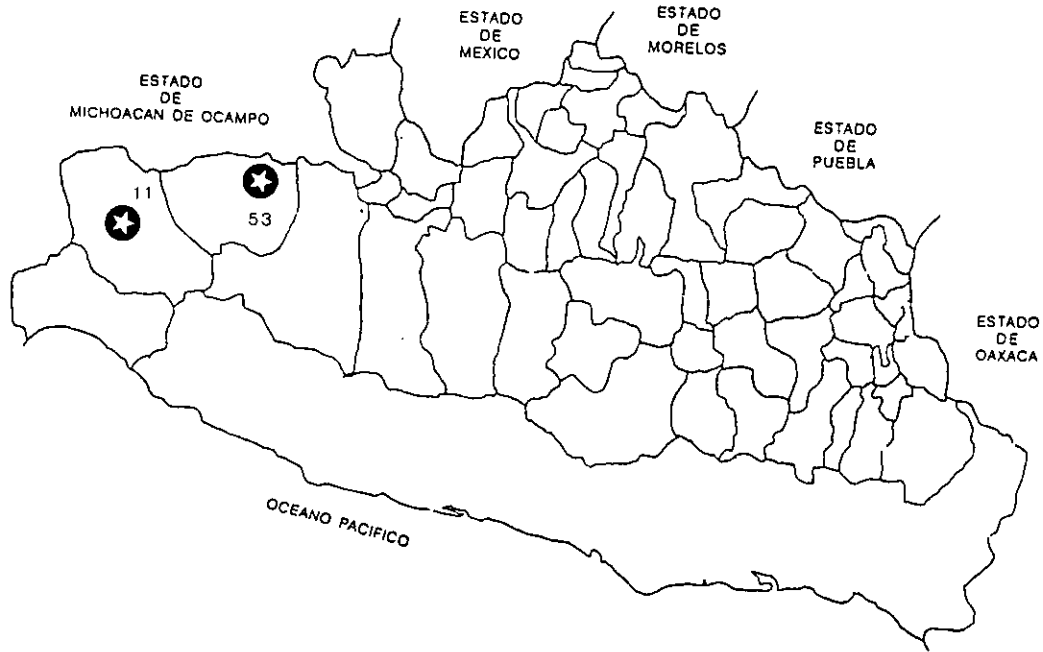 ESTADO
DE
MEXICO
ESTADO
DE
MORELOS
ESTADO
DE
MICHOACAN DE OCAMPO
ESTADO
DE
PUEBLA
11
53
ESTADO
DE
OAXACA
OCEANO PACIFICO